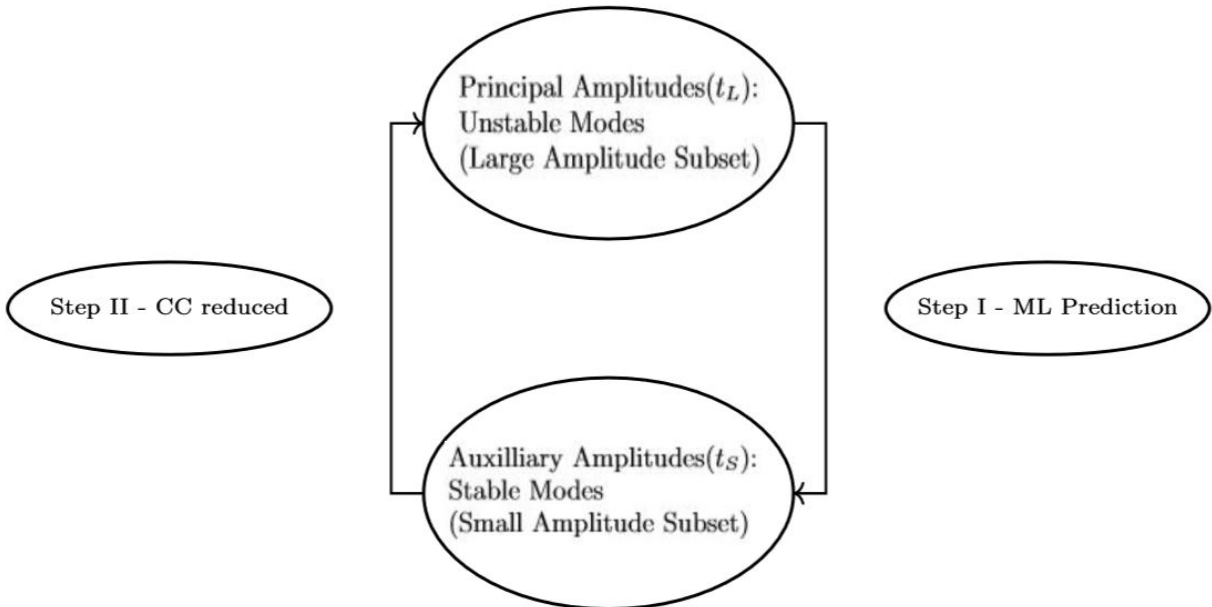 Principal Amplitudes(t_L):
Unstable Modes
(Large Amplitude Subset)
Step II - CC reduced
Step I - ML Prediction
Auxilliary Amplitudes(t_S):
Stable Modes
(Small Amplitude Subset)